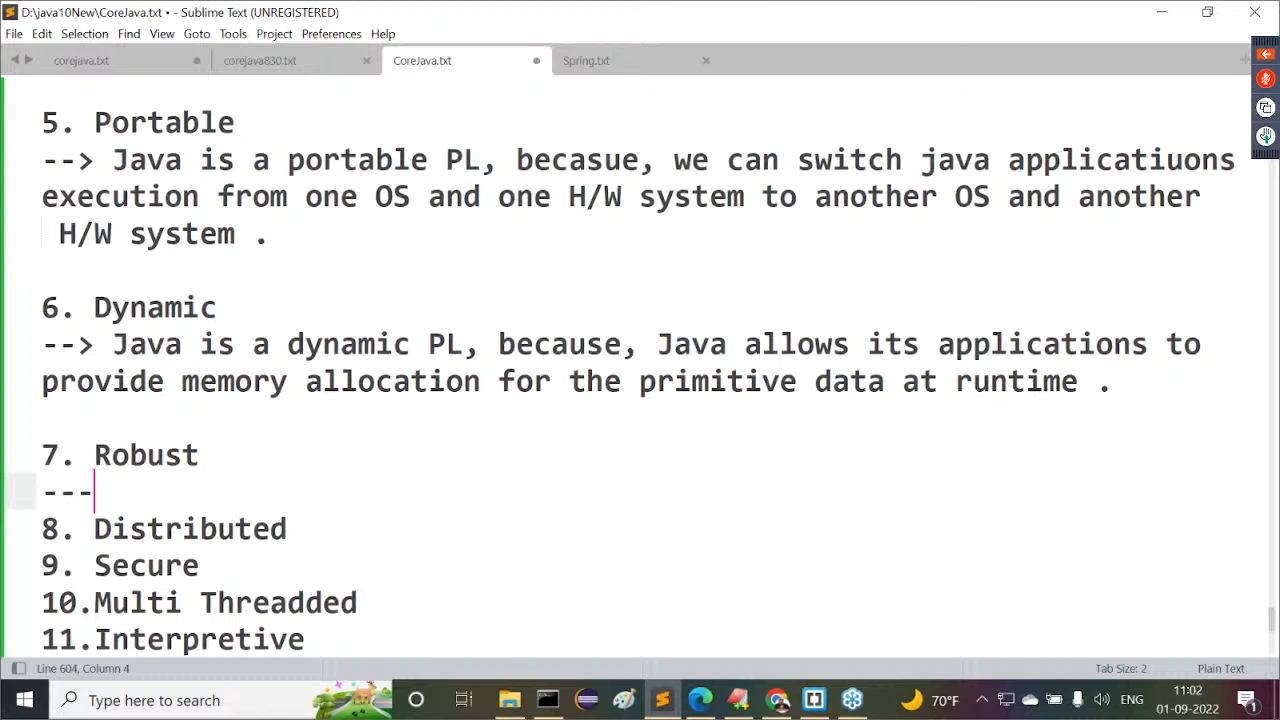 D:\java10New\CoreJava.txt • - Sublime Text (UNREGISTERED)
File Edit Selection Find View Goto Tools Project Preferences Help
corejava.txt corejava830.txt CoreJava.txt Spring.txt
5. Portable
--> Java is a portable PL, becasue, we can switch java applicatiuons
execution from one OS and one H/W system to another OS and another
H/W system .
6. Dynamic
--> Java is a dynamic PL, because, Java allows its applications to
provide memory allocation for the primitive data at runtime .
7. Robust
---
8. Distributed
9. Secure
10.Multi Threadded
11.Interpretive
Line 604, Column 4 Tab Size: 2 Plain Text
Type here to search 70°F ENG 11:02
01-09-2022 1